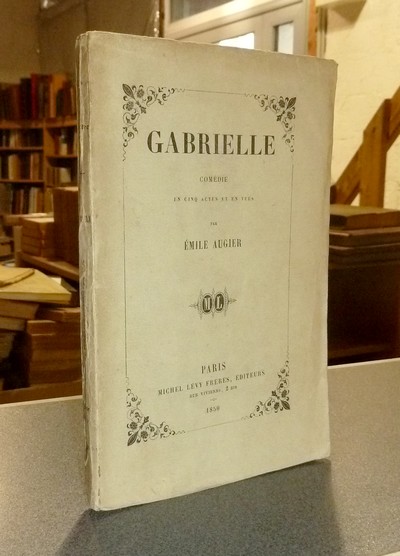 GABRIELLE
COMÉDIE
EN CINQ ACTES ET EN VERS
PAR
ÉMILE AUGIER
ML
PARIS
MICHEL LÉVY FRÈRES, ÉDITEURS
RUE VIVIENNE, 2 BIS
1850